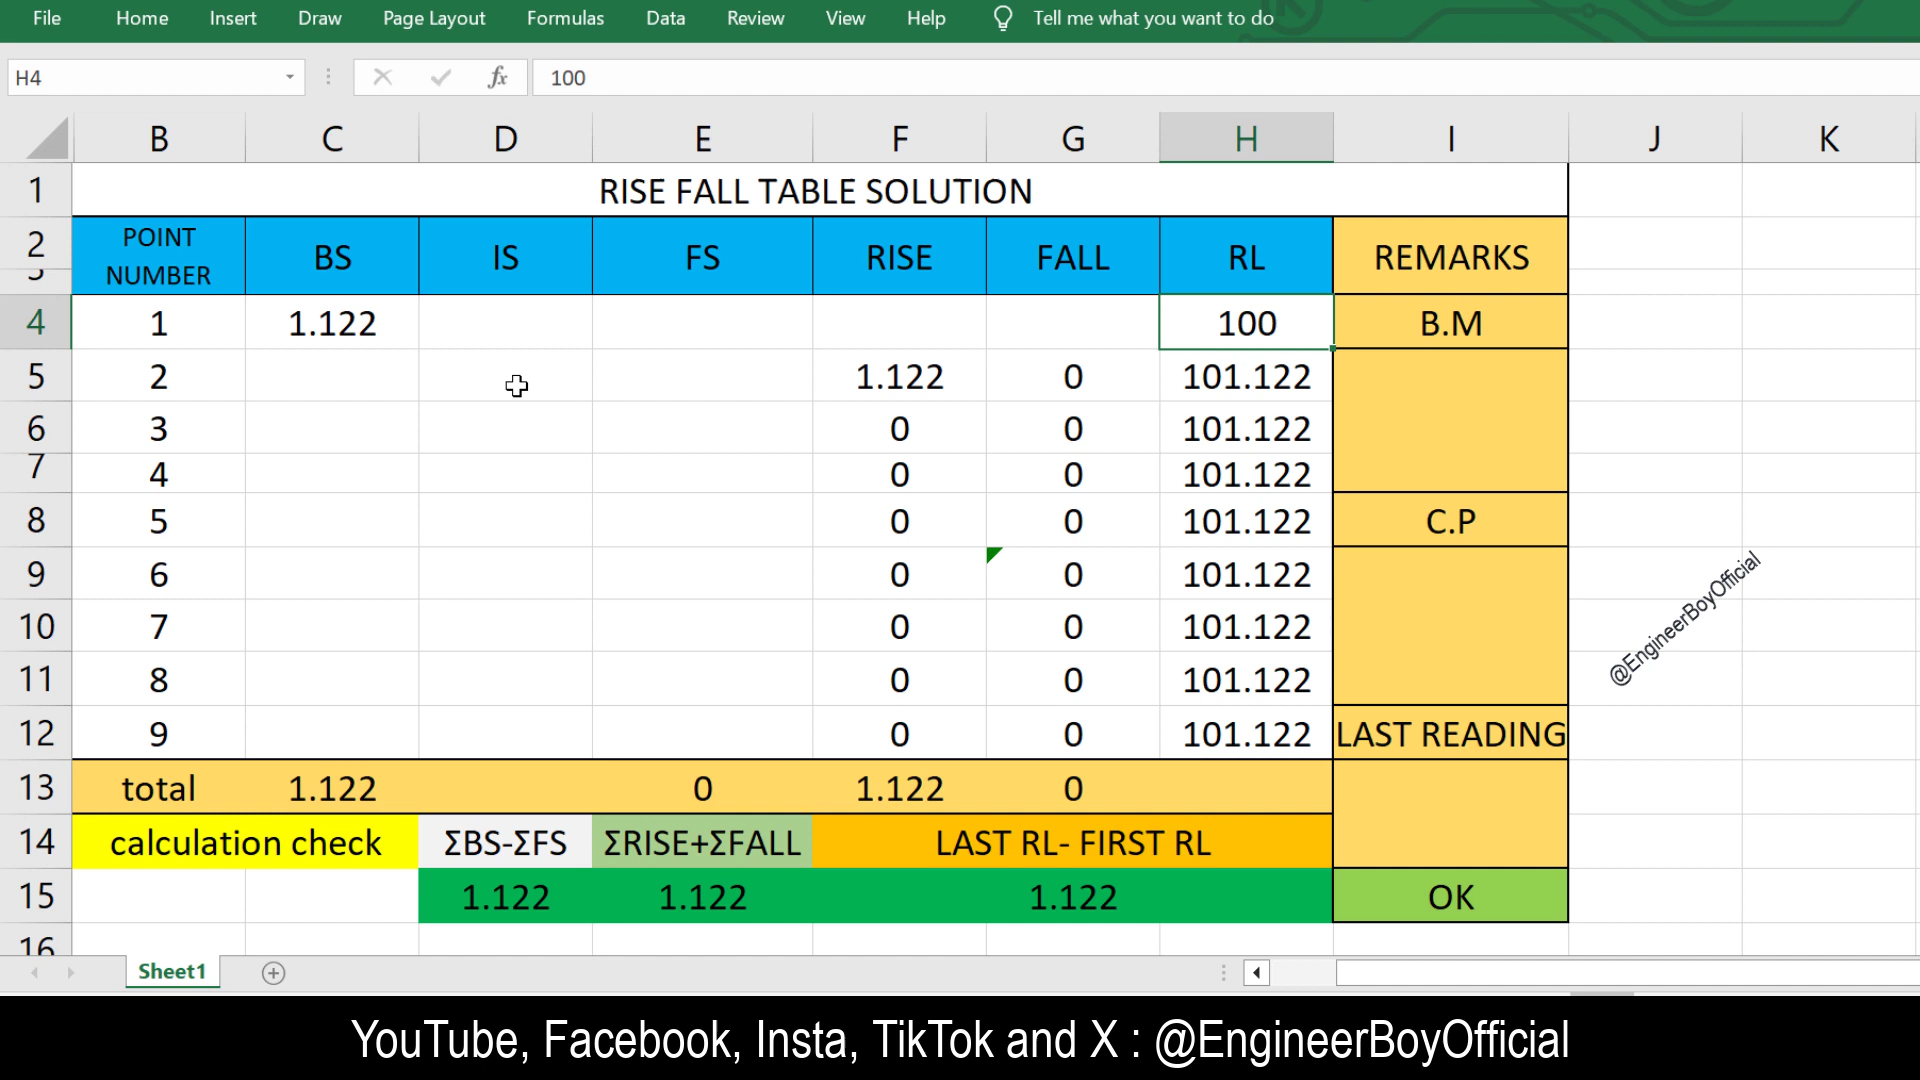 File Home Insert Draw Page Layout Formulas Data Review View Help Tell me what you want to do
H4 fx 100
B C D E F G H I J K
1 RISE FALL TABLE SOLUTION
2 POINT NUMBER BS IS FS RISE FALL RL REMARKS
3
4 1 1.122 100 B.M
5 2 1.122 0 101.122
6 3 0 0 101.122
7 4 0 0 101.122
8 5 0 0 101.122 C.P
9 6 0 0 101.122
10 7 0 0 101.122
11 8 0 0 101.122
12 9 0 0 101.122 LAST READING
13 total 1.122 0 1.122 0
14 calculation check ΣBS-ΣFS ΣRISE+ΣFALL LAST RL- FIRST RL
15 1.122 1.122 1.122 OK
16
@EngineerBoyOfficial
Sheet1
YouTube, Facebook, Insta, TikTok and X : @EngineerBoyOfficial